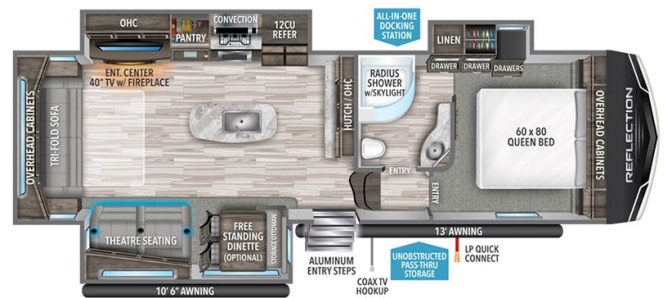 ALL-IN-ONE
DOCKING
STATION
OHC
PANTRY
CONVECTION
12CU
REFER
LINEN
DRAWER
DRAWER
DRAWERS
ENT. CENTER
40" TV w/ FIREPLACE
RADIUS
SHOWER
w/SKYLIGHT
OVERHEAD CABINETS
TRI-FOLD SOFA
HUTCH / OHC
60 x 80
QUEEN BED
OVERHEAD CABINETS
REFLECTION
ENTRY
ENTRY
THEATRE SEATING
FREE
STANDING
DINETTE
(OPTIONAL)
STORAGE OTTOMAN
13' AWNING
ALUMINUM
ENTRY STEPS
COAX TV
HOOKUP
UNOBSTRUCTED
PASS-THRU
STORAGE
LP QUICK
CONNECT
10' 6" AWNING